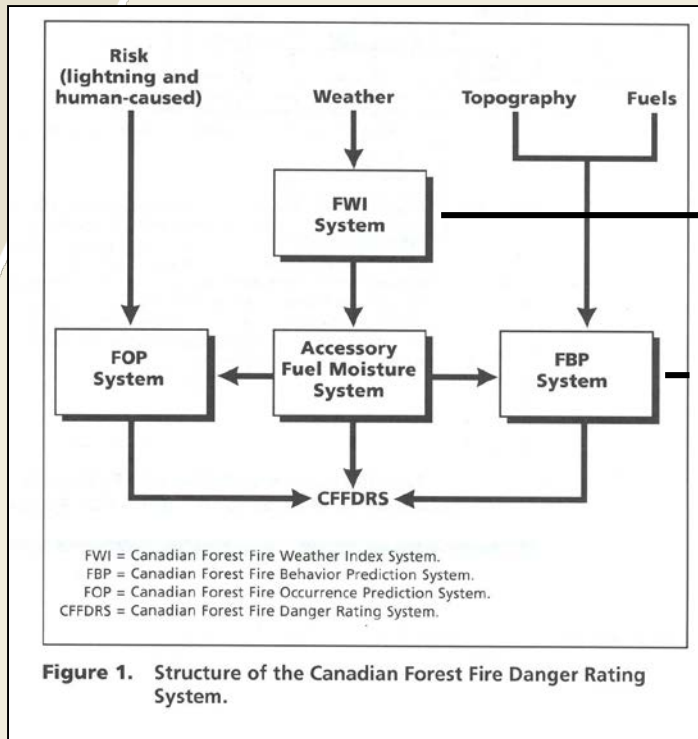 Risk
(lightning and
human-caused)
Weather
Topography
Fuels
FWI
System
FOP
System
Accessory
Fuel Moisture
System
FBP
System
CFFDRS
FWI = Canadian Forest Fire Weather Index System.
FBP = Canadian Forest Fire Behavior Prediction System.
FOP = Canadian Forest Fire Occurrence Prediction System.
CFFDRS = Canadian Forest Fire Danger Rating System.
Figure 1. Structure of the Canadian Forest Fire Danger Rating
System.